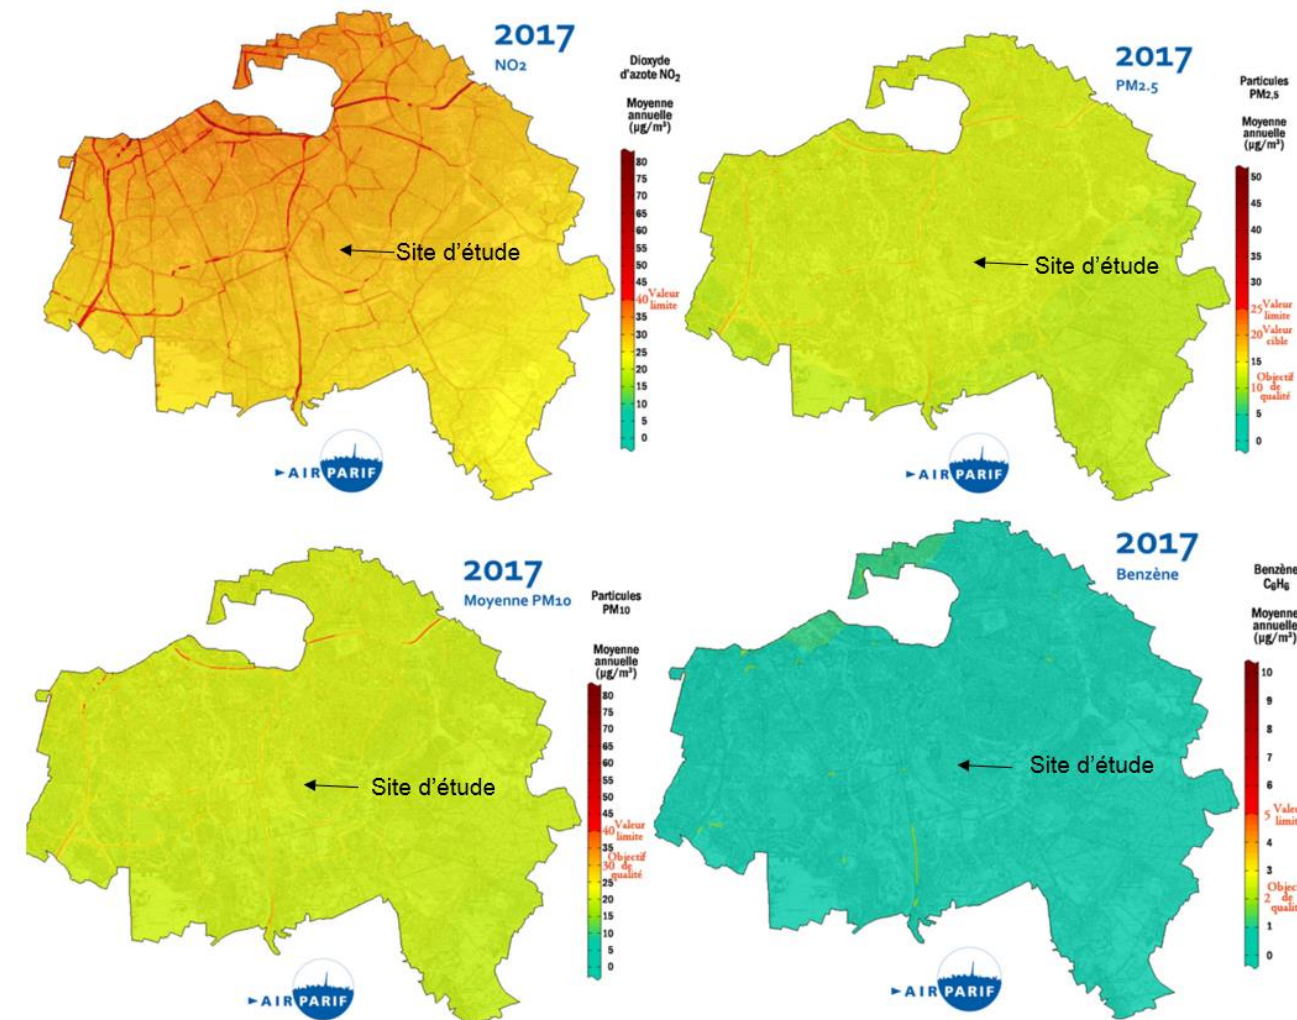 2017
NO2
Dioxyde
d'azote NO2
Moyenne
annuelle
(µg/m³)
80
75
70
65
60
55
50
45
40 Valeur
limite
35
30
25
20
15
10
5
0
Site d'étude
AIRPARIF
2017
PM2.5
Particules
PM2,5
Moyenne
annuelle
(µg/m³)
50
45
40
35
30
25 Valeur
limite
20 Valeur
cible
15
Objectif
10 de
qualité
5
0
Site d'étude
AIRPARIF
2017
Moyenne PM10
Particules
PM10
Moyenne
annuelle
(µg/m³)
80
75
70
65
60
55
50
45
40 Valeur
limite
35
Objectif
30 de
qualité
25
20
15
10
5
0
Site d'étude
AIRPARIF
2017
Benzène
Benzène
C6H6
Moyenne
annuelle
(µg/m³)
10
9
8
7
6
5 Valeur
limite
4
3
Objecti
2 de
qualité
1
0
Site d'étude
AIRPARIF